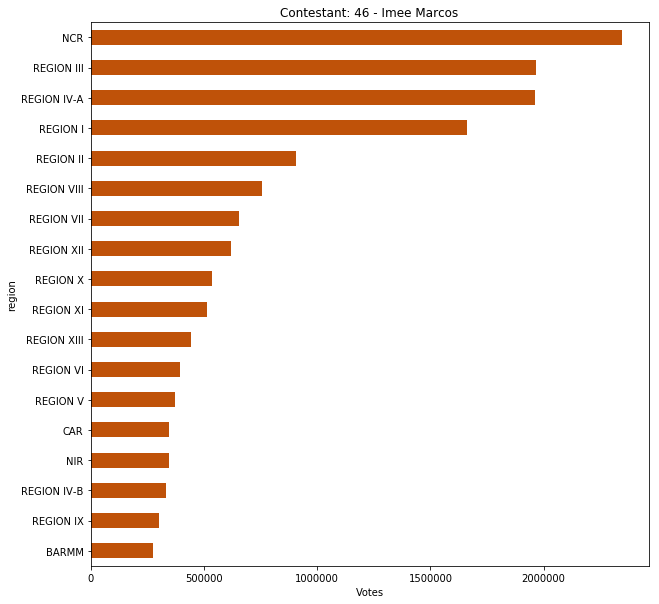 Contestant: 46 - Imee Marcos
NCR
REGION III
REGION IV-A
REGION I
REGION II
REGION VIII
REGION VII
REGION XII
REGION X
REGION XI
REGION XIII
REGION VI
REGION V
CAR
NIR
REGION IV-B
REGION IX
BARMM
region
0 500000 1000000 1500000 2000000
Votes